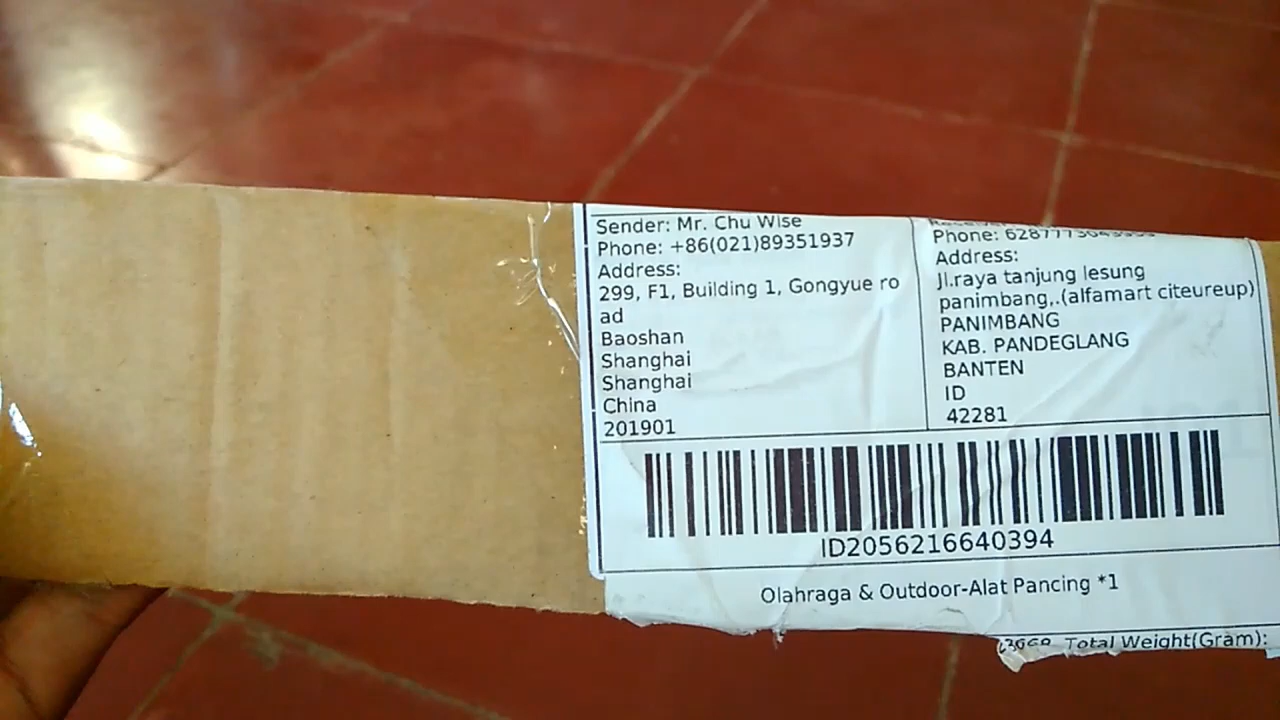 Sender: Mr. Chu Wise
Phone: +86(021)89351937
Address:
299, F1, Building 1, Gongyue ro
ad
Baoshan
Shanghai
Shanghai
China
201901
Phone:
Address:
Jl.raya tanjung lesung
panimbang,.(alfamart citeureup)
PANIMBANG
KAB. PANDEGLANG
BANTEN
ID
42281
ID2056216640394
Olahraga & Outdoor-Alat Pancing *1
Total Weight(Gram):